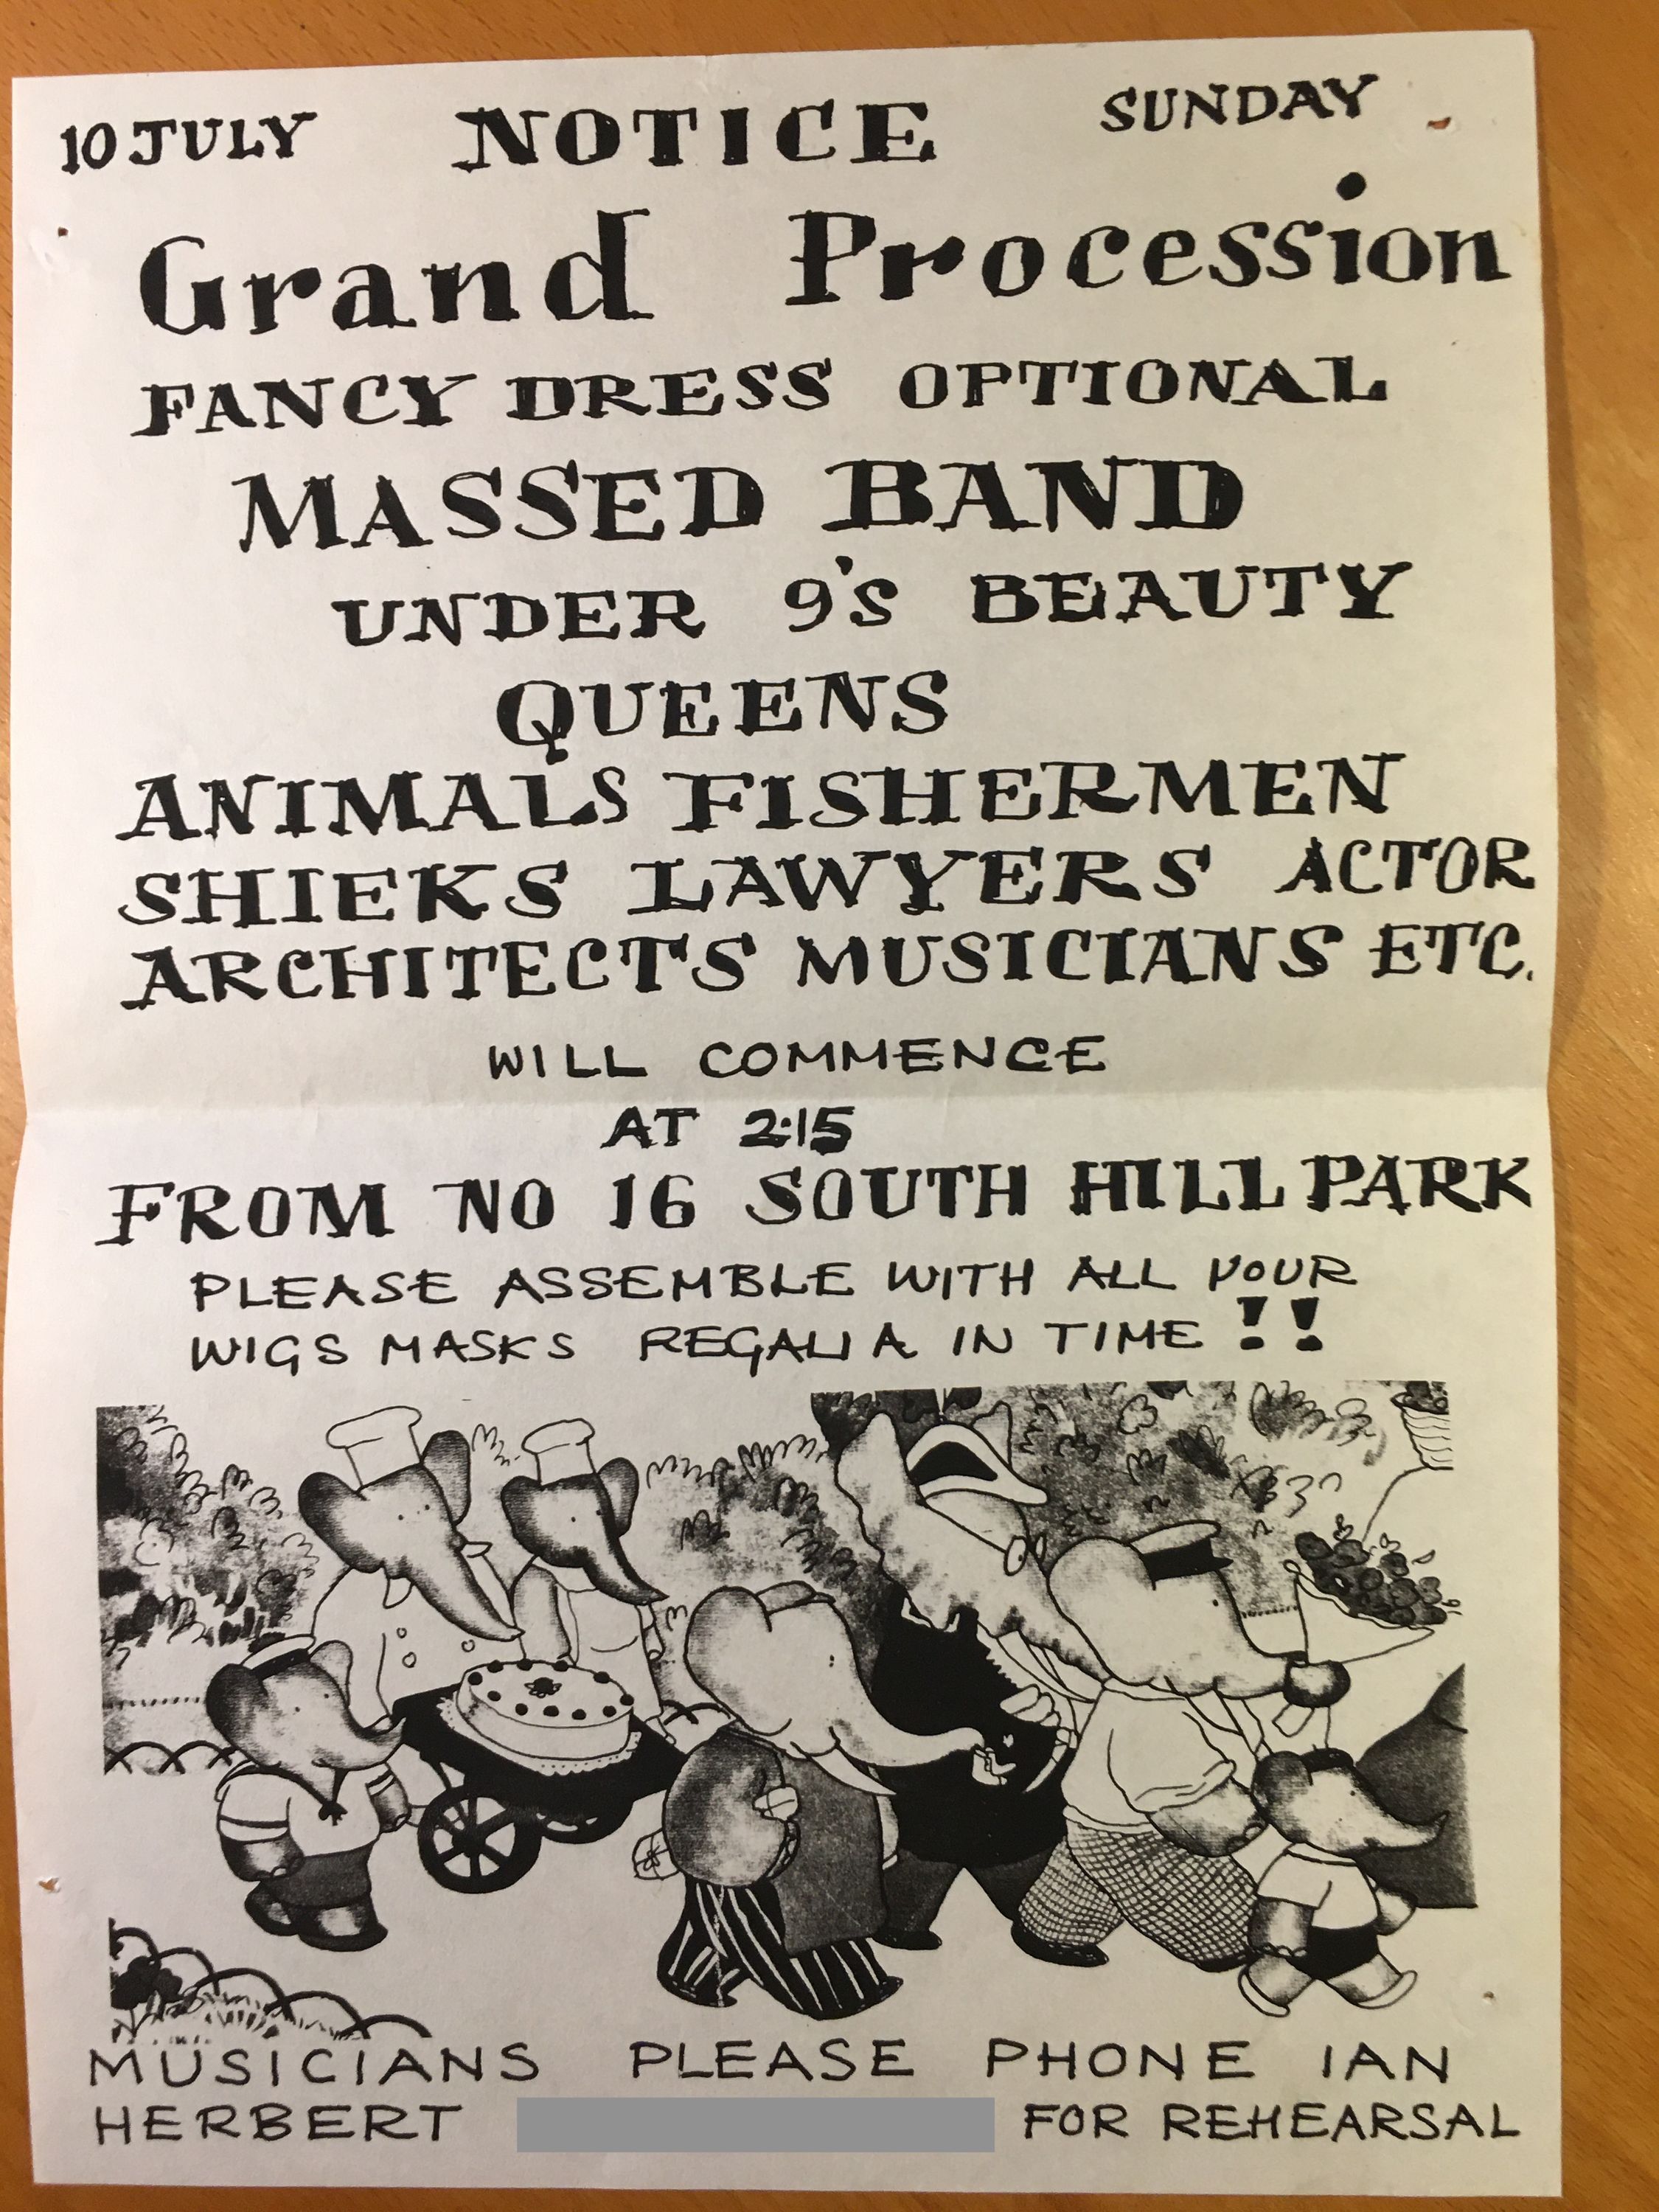 10 JULY NOTICE SUNDAY
Grand Procession
FANCY DRESS OPTIONAL
MASSED BAND
UNDER 9'S BEAUTY
QUEENS
ANIMALS FISHERMEN
SHIEKS LAWYERS ACTOR
ARCHITECTS MUSICIANS ETC.
WILL COMMENCE
AT 2:15
FROM NO 16 SOUTH HILL PARK
PLEASE ASSEMBLE WITH ALL YOUR
WIGS MASKS REGALIA IN TIME !!
MUSICIANS PLEASE PHONE IAN
HERBERT FOR REHEARSAL